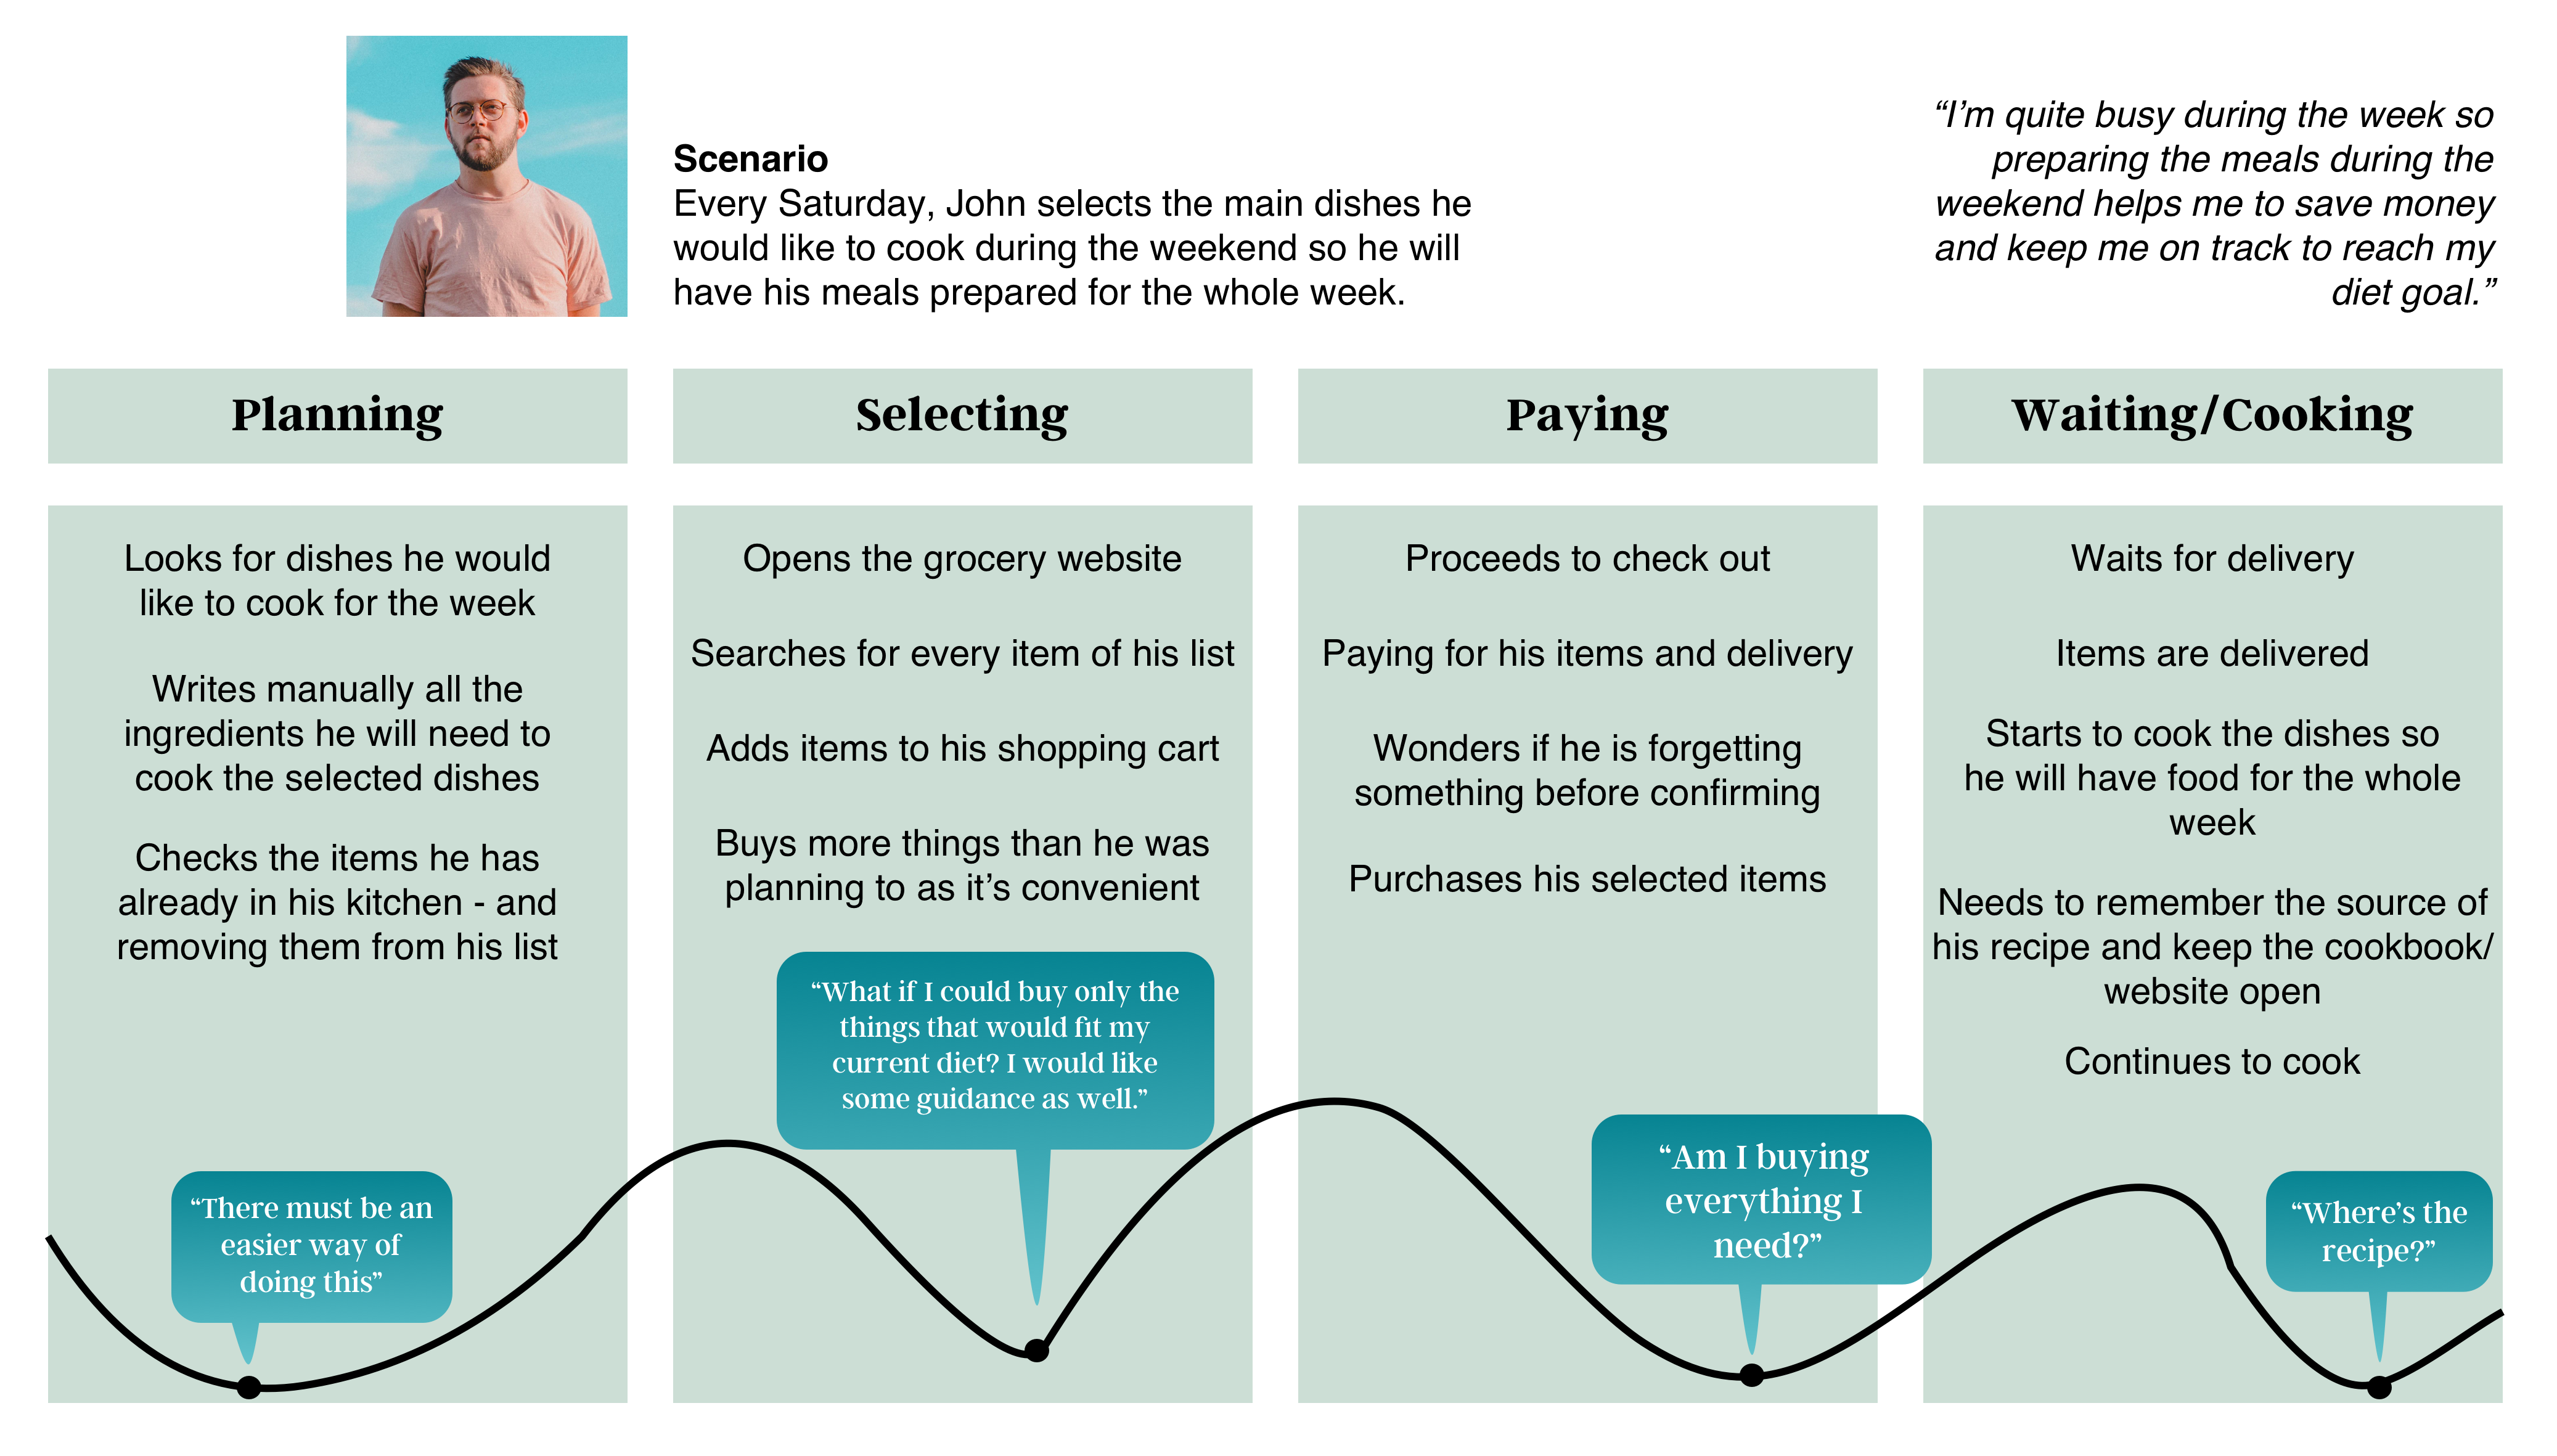 Scenario
Every Saturday, John selects the main dishes he
would like to cook during the weekend so he will
have his meals prepared for the whole week.
“I’m quite busy during the week so
preparing the meals during the
weekend helps me to save money
and keep me on track to reach my
diet goal.”
Planning
Looks for dishes he would
like to cook for the week
Writes manually all the
ingredients he will need to
cook the selected dishes
Checks the items he has
already in his kitchen - and
removing them from his list
“There must be an
easier way of
doing this”
Selecting
Opens the grocery website
Searches for every item of his list
Adds items to his shopping cart
Buys more things than he was
planning to as it’s convenient
“What if I could buy only the
things that would fit my
current diet? I would like
some guidance as well.”
Paying
Proceeds to check out
Paying for his items and delivery
Wonders if he is forgetting
something before confirming
Purchases his selected items
“Am I buying
everything I
need?”
Waiting/Cooking
Waits for delivery
Items are delivered
Starts to cook the dishes so
he will have food for the whole
week
Needs to remember the source of
his recipe and keep the cookbook/
website open
Continues to cook
“Where’s the
recipe?”